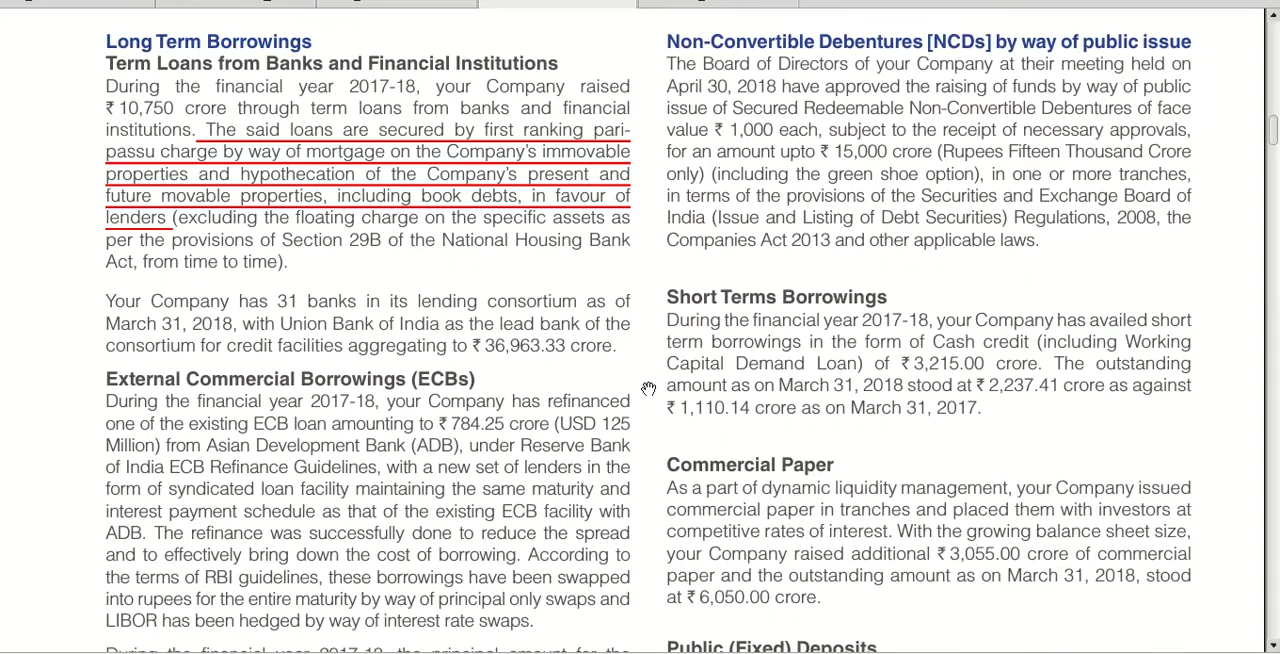 Long Term Borrowings
Term Loans from Banks and Financial Institutions
During the financial year 2017-18, your Company raised
₹ 10,750 crore through term loans from banks and financial
institutions. The said loans are secured by first ranking pari-
passu charge by way of mortgage on the Company's immovable
properties and hypothecation of the Company's present and
future movable properties, including book debts, in favour of
lenders (excluding the floating charge on the specific assets as
per the provisions of Section 29B of the National Housing Bank
Act, from time to time).
Your Company has 31 banks in its lending consortium as of
March 31, 2018, with Union Bank of India as the lead bank of the
consortium for credit facilities aggregating to ₹ 36,963.33 crore.
External Commercial Borrowings (ECBs)
During the financial year 2017-18, your Company has refinanced
one of the existing ECB loan amounting to ₹ 784.25 crore (USD 125
Million) from Asian Development Bank (ADB), under Reserve Bank
of India ECB Refinance Guidelines, with a new set of lenders in the
form of syndicated loan facility maintaining the same maturity and
interest payment schedule as that of the existing ECB facility with
ADB. The refinance was successfully done to reduce the spread
and to effectively bring down the cost of borrowing. According to
the terms of RBI guidelines, these borrowings have been swapped
into rupees for the entire maturity by way of principal only swaps and
LIBOR has been hedged by way of interest rate swaps.
During the financial year 2017-18, the principal amount for the
Non-Convertible Debentures [NCDs] by way of public issue
The Board of Directors of your Company at their meeting held on
April 30, 2018 have approved the raising of funds by way of public
issue of Secured Redeemable Non-Convertible Debentures of face
value ₹ 1,000 each, subject to the receipt of necessary approvals,
for an amount upto ₹ 15,000 crore (Rupees Fifteen Thousand Crore
only) (including the green shoe option), in one or more tranches,
in terms of the provisions of the Securities and Exchange Board of
India (Issue and Listing of Debt Securities) Regulations, 2008, the
Companies Act 2013 and other applicable laws.
Short Terms Borrowings
During the financial year 2017-18, your Company has availed short
term borrowings in the form of Cash credit (including Working
Capital Demand Loan) of ₹ 3,215.00 crore. The outstanding
amount as on March 31, 2018 stood at ₹ 2,237.41 crore as against
₹ 1,110.14 crore as on March 31, 2017.
Commercial Paper
As a part of dynamic liquidity management, your Company issued
commercial paper in tranches and placed them with investors at
competitive rates of interest. With the growing balance sheet size,
your Company raised additional ₹ 3,055.00 crore of commercial
paper and the outstanding amount as on March 31, 2018, stood
at ₹ 6,050.00 crore.
Public (Fixed) Deposits